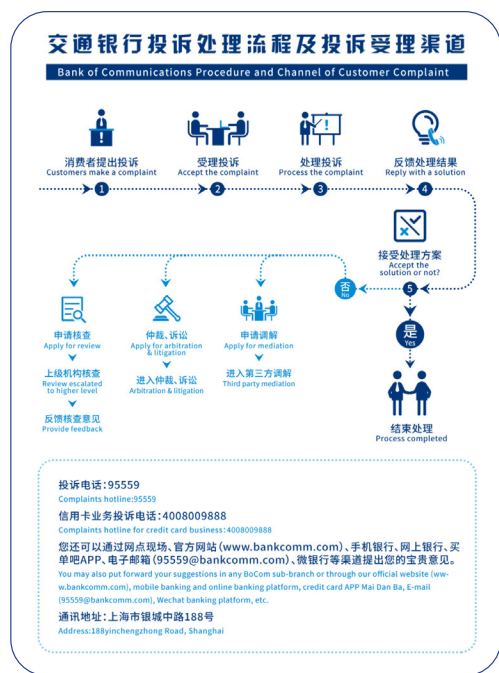 交通银行投诉处理流程及投诉受理渠道
Bank of Communications Procedure and Channel of Customer Complaint
消费者提出投诉
Customers make a complaint
1
受理投诉
Accept the complaint
2
处理投诉
Process the complaint
3
反馈处理结果
Reply with a solution
4
接受处理方案
Accept the
solution or not?
5
否
No
是
Yes
结束处理
Process completed
申请核查
Apply for review
上级机构核查
Review escalated
to higher level
反馈核查意见
Provide feedback
仲裁、诉讼
Apply for arbitration
& litigation
进入仲裁、诉讼
Arbitration & litigation
申请调解
Apply for mediation
进入第三方调解
Third party mediation
投诉电话:95559
Complaints hotline:95559
信用卡业务投诉电话:4008009888
Complaints hotline for credit card business:4008009888
您还可以通过网点现场、官方网站(www.bankcomm.com)、手机银行、网上银行、买
单吧APP、电子邮箱(95559@bankcomm.com)、微银行等渠道提出您的宝贵意见。
You may also put forward your suggestions in any BoCom sub-branch or through our official website (ww-
w.bankcomm.com), mobile banking and online banking platform, credit card APP Mai Dan Ba, E-mail
(95559@bankcomm.com), Wechat banking platform, etc.
通讯地址:上海市银城中路188号
Address:188yinchengzhong Road, Shanghai